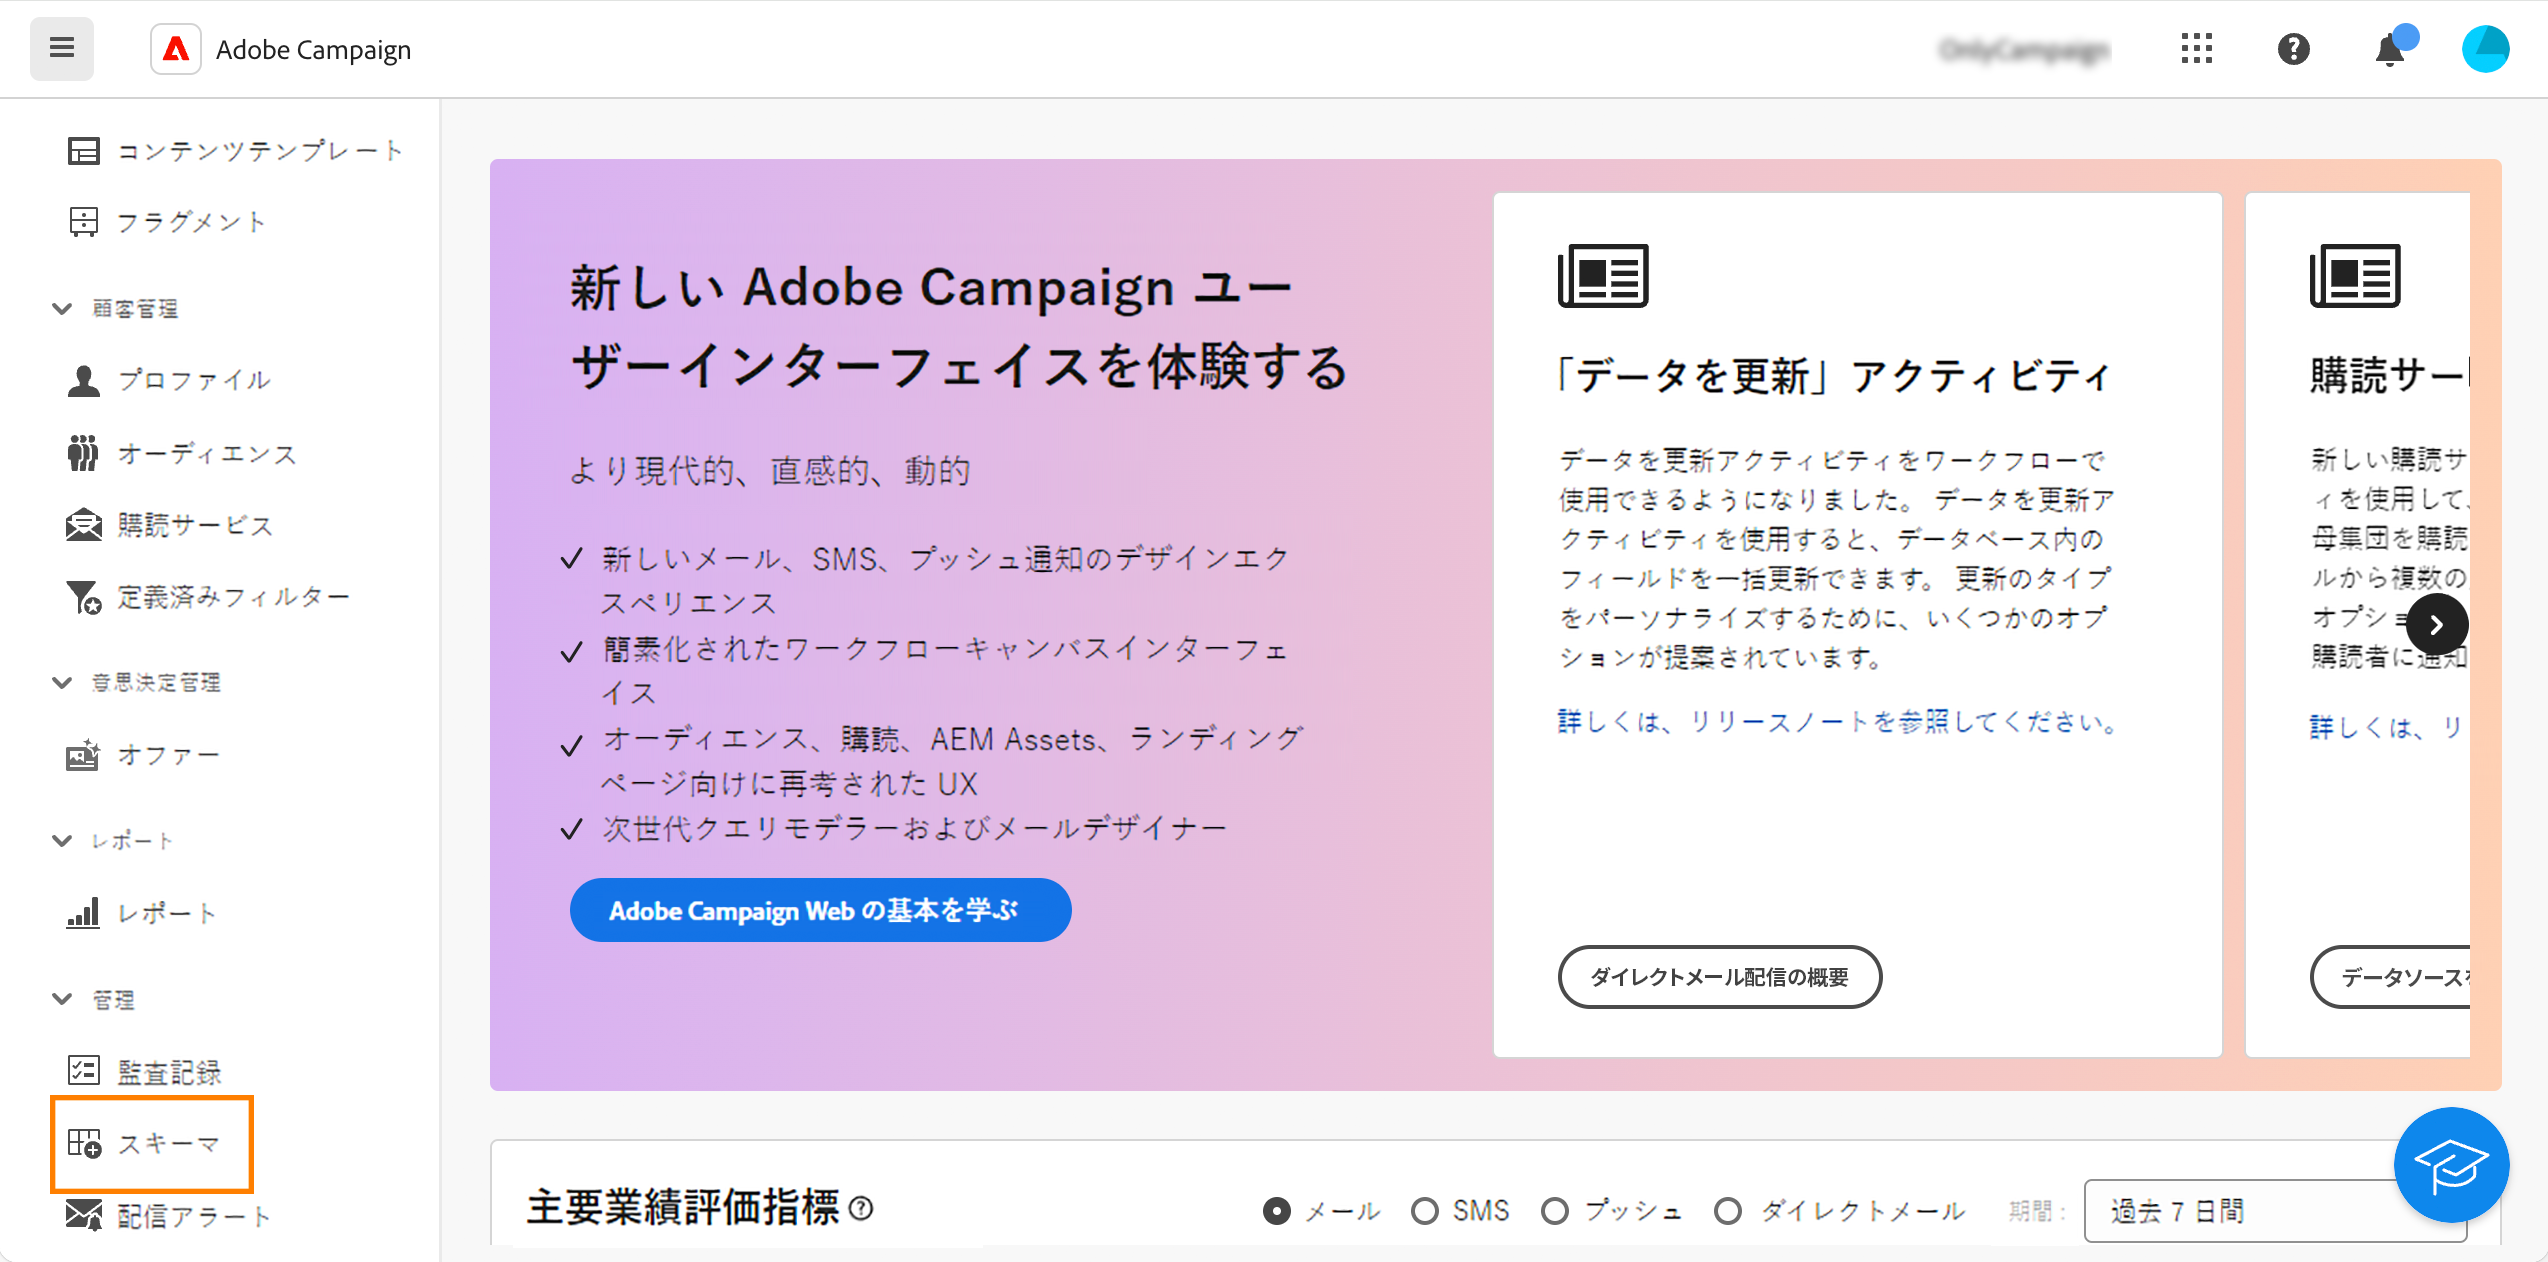 Adobe Campaign
コンテンツテンプレート
フラグメント
顧客管理
プロファイル
オーディエンス
購読サービス
定義済みフィルター
意思決定管理
オファー
レポート
レポート
管理
監査記録
スキーマ
配信アラート
新しい Adobe Campaign ユー
ザーインターフェイスを体験する
より現代的、直感的、動的
新しいメール、SMS、プッシュ通知のデザインエク
スペリエンス
簡素化されたワークフローキャンバスインターフェ
イス
オーディエンス、購読、AEM Assets、ランディング
ページ向けに再考された UX
次世代クエリモデラーおよびメールデザイナー
Adobe Campaign Web の基本を学ぶ
「データを更新」アクティビティ
データを更新アクティビティをワークフローで
使用できるようになりました。 データを更新ア
クティビティを使用すると、データベース内の
フィールドを一括更新できます。 更新のタイプ
をパーソナライズするために、いくつかのオプ
ションが提案されています。
詳しくは、リリースノートを参照してください。
ダイレクトメール配信の概要
購読サー
新しい購読サ
ィを使用して、
母集団を購読
ルから複数の
オプショ
購読者に通知
詳しくは、リ
データソース
主要業績評価指標
メール SMS プッシュ ダイレクトメール 期間: 過去 7 日間